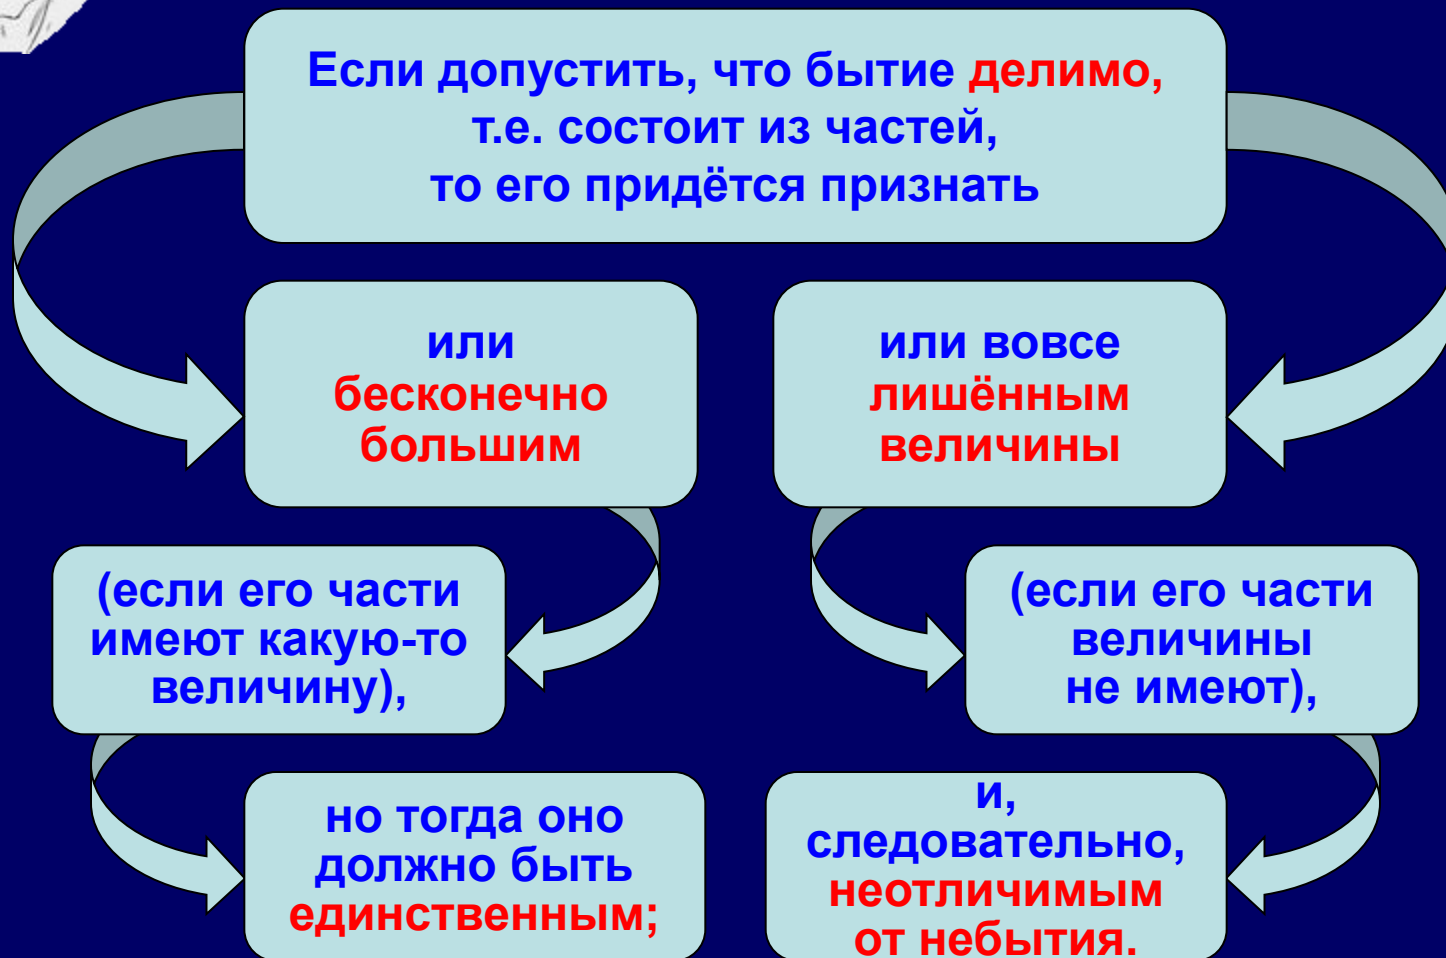 Если допустить, что бытие делимо,
т.е. состоит из частей,
то его придётся признать
или
бесконечно
большим
или вовсе
лишённым
величины
(если его части
имеют какую-то
величину),
(если его части
величины
не имеют),
но тогда оно
должно быть
единственным;
и,
следовательно,
неотличимым
от небытия.